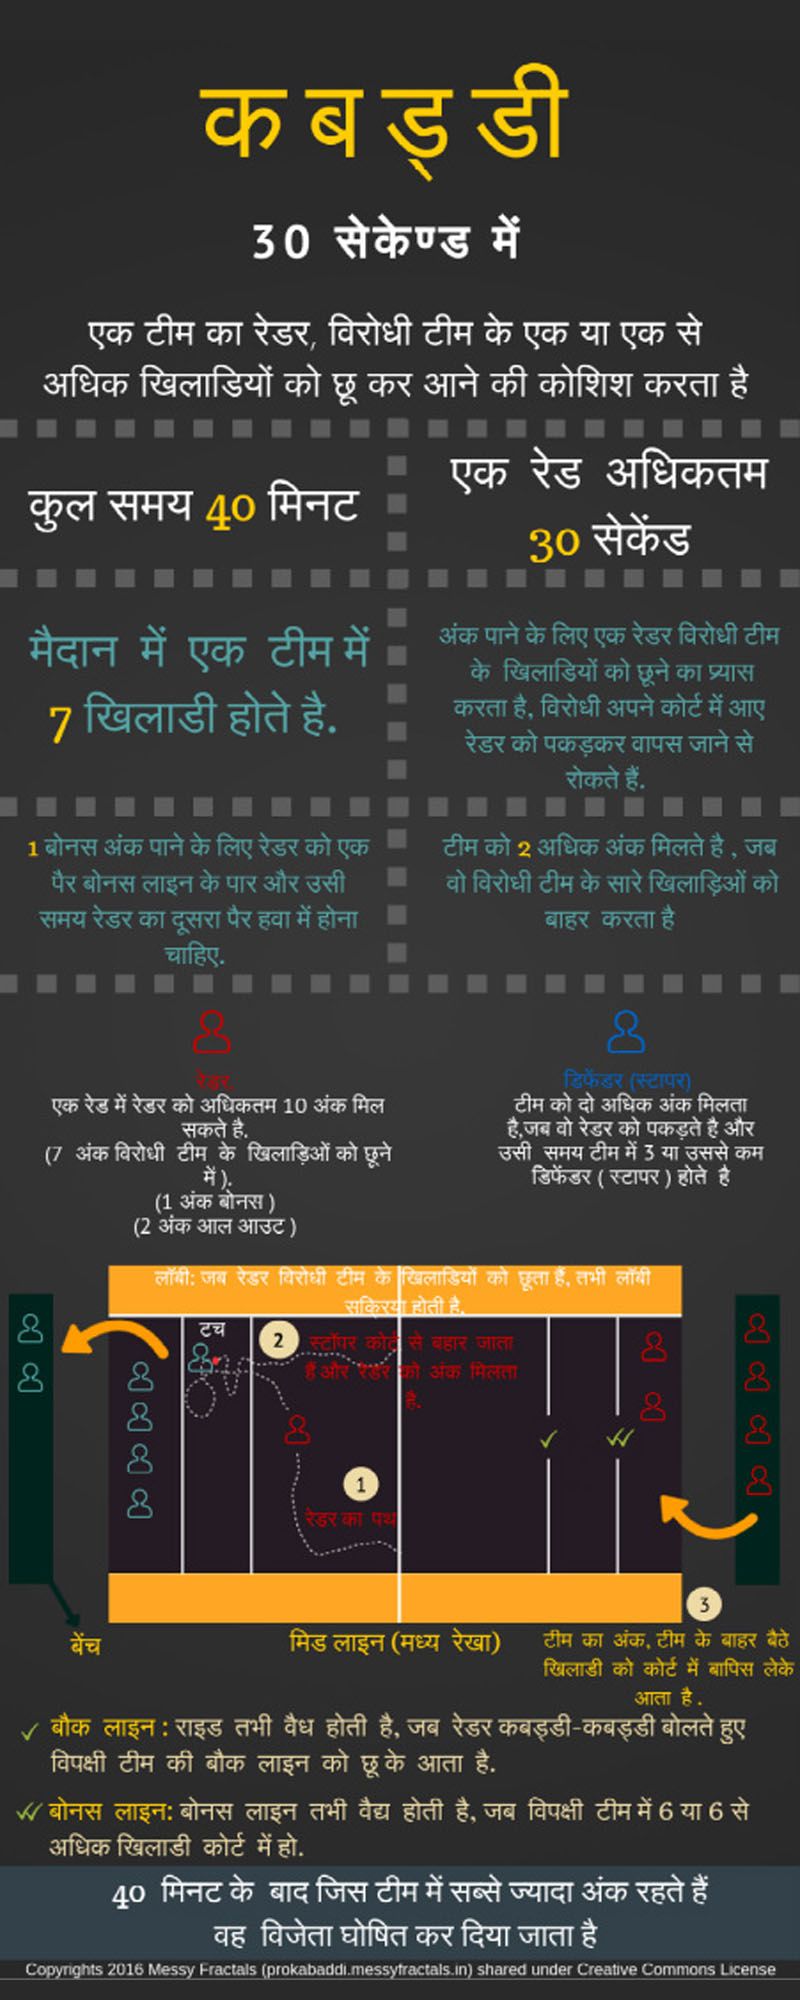 कबड्डी
30 सेकेण्ड में
एक टीम का रेडर, विरोधी टीम के एक या एक से
अधिक खिलाडियों को छू कर आने की कोशिश करता है
कुल समय 40 मिनट
एक रेड अधिकतम
30 सेकेंड
मैदान में एक टीम में
7 खिलाडी होते है.
अंक पाने के लिए एक रेडर विरोधी टीम
के खिलाडियों को छूने का प्र्यास
करता है, विरोधी अपने कोर्ट में आए
रेडर को पकड़कर वापस जाने से
रोकते हैं.
1 बोनस अंक पाने के लिए रेडर को एक
पैर बोनस लाइन के पार और उसी
समय रेडर का दूसरा पैर हवा में होना
चाहिए.
टीम को 2 अधिक अंक मिलते है , जब
वो विरोधी टीम के सारे खिलाड़िओं को
बाहर करता है
रेडर
एक रेड में रेडर को अधिकतम 10 अंक मिल
सकते है.
(7 अंक विरोधी टीम के खिलाड़िओं को छूने
में ).
(1 अंक बोनस )
(2 अंक आल आउट )
डिफेंडर (स्टापर)
टीम को दो अधिक अंक मिलता
है,जब वो रेडर को पकड़ते है और
उसी समय टीम में 3 या उससे कम
डिफेंडर ( स्टापर ) होते है
लॉबी: जब रेडर विरोधी टीम के खिलाडियों को छूता हैं, तभी लॉबी
सक्रिया होती है.
टच
2
स्टॉपर कोर्ट से बहार जाता
हैं और रेडर को अंक मिलता
है.
1
रेडर का पथ
3
बेंच
मिड लाइन (मध्य रेखा)
टीम का अंक, टीम के बाहर बैठे
खिलाडी को कोर्ट में बापिस लेके
आता है .
बौक लाइन : राइड तभी वैध होती है, जब रेडर कबड्डी-कबड्डी बोलते हुए
विपक्षी टीम की बौक लाइन को छू के आता है.
बोनस लाइन: बोनस लाइन तभी वैद्य होती है, जब विपक्षी टीम में 6 या 6 से
अधिक खिलाडी कोर्ट में हो.
40 मिनट के बाद जिस टीम में सब्से ज्यादा अंक रहते हैं
वह विजेता घोषित कर दिया जाता है
Copyrights 2016 Messy Fractals (prokabaddi.messyfractals.in) shared under Creative Commons License